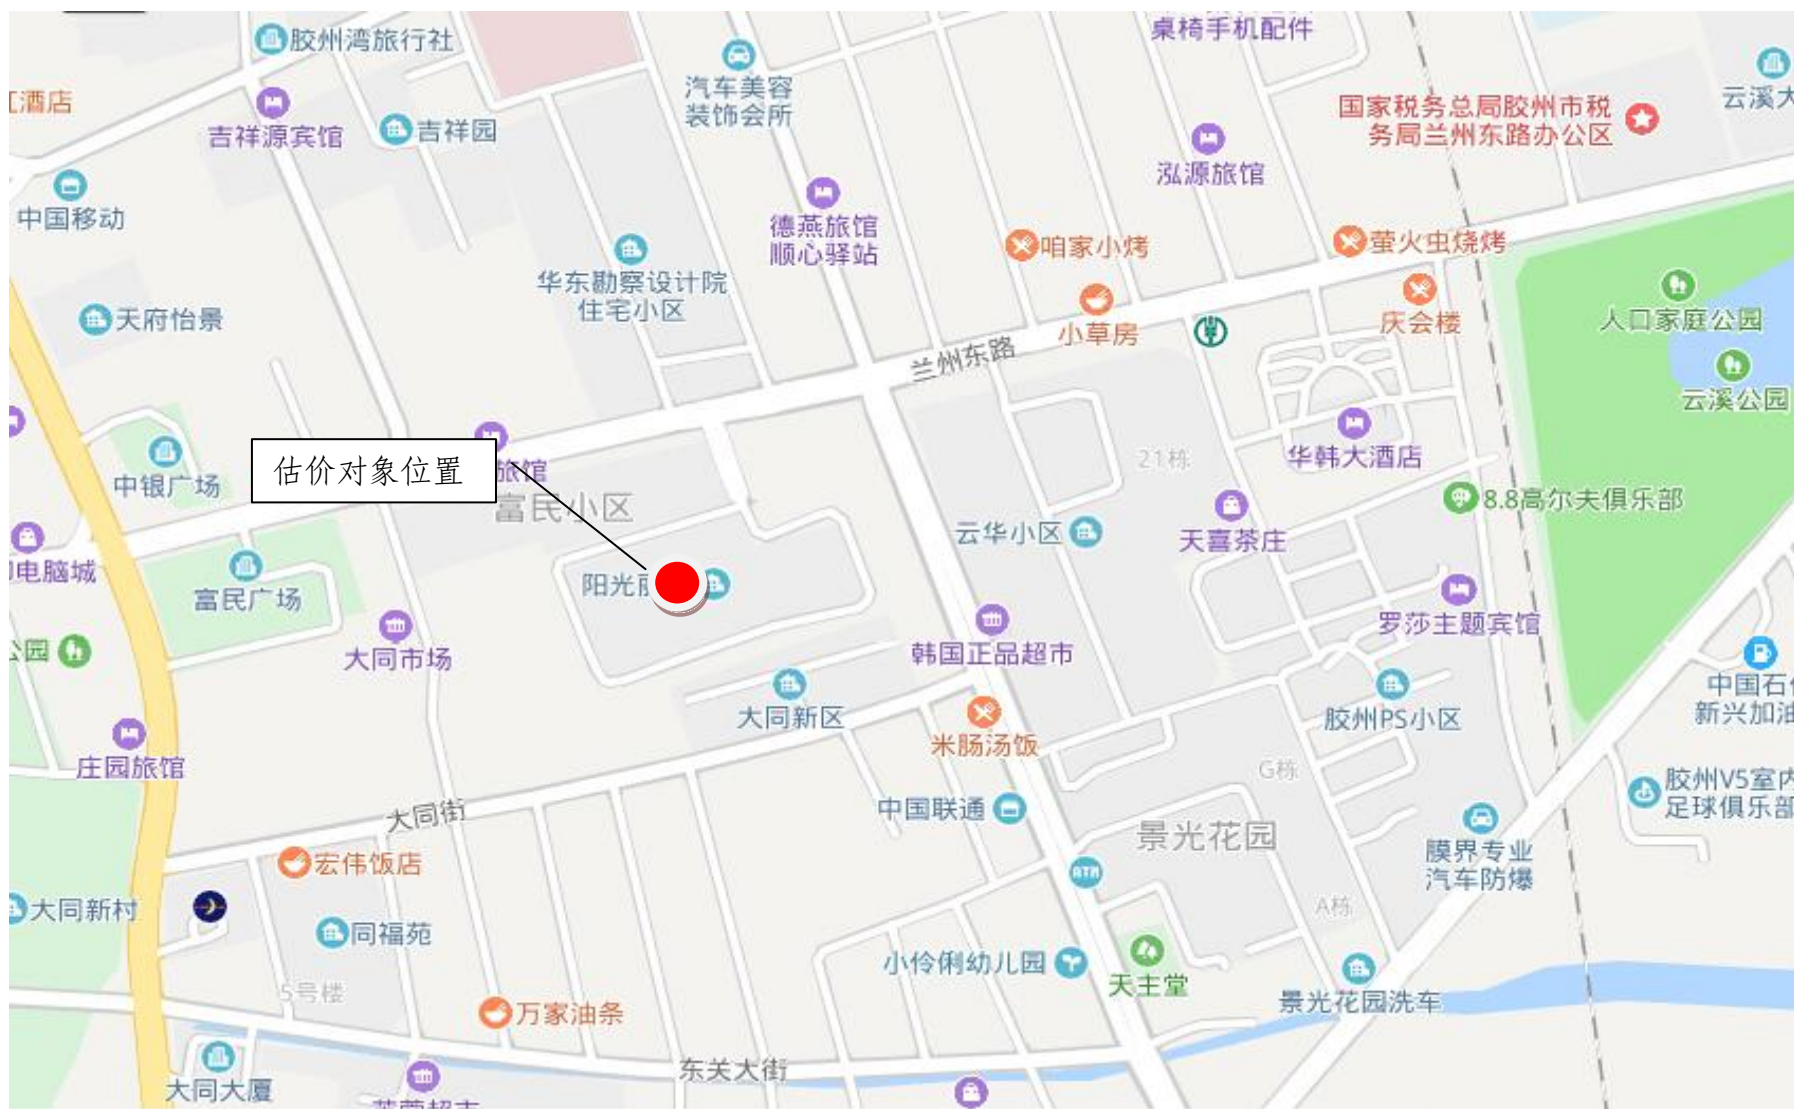 桌椅手机配件
胶州湾旅行社
汽车美容
装饰会所
酒店
吉祥源宾馆
吉祥园
国家税务总局胶州市税
务局兰州东路办公区
云溪大
泓源旅馆
中国移动
德燕旅馆
顺心驿站
咱家小烤
萤火虫烧烤
华东勘察设计院
住宅小区
天府怡景
小草房
庆会楼
人口家庭公园
兰州东路
云溪公园
中银广场
估价对象位置
旅馆
21栋
华韩大酒店
富民小区
8.8高尔夫俱乐部
云华小区
天喜茶庄
电脑城
阳光丽
富民广场
罗莎主题宾馆
公园
大同市场
韩国正品超市
中国石化
新兴加油
大同新区
胶州PS小区
米肠汤饭
庄园旅馆
G栋
胶州V5室内
足球俱乐部
中国联通
大同街
景光花园
宏伟饭店
膜界专业
汽车防爆
ATM
大同新村
A栋
同福苑
小伶俐幼儿园
天主堂
5号楼
景光花园洗车
万家油条
东关大街
大同大厦